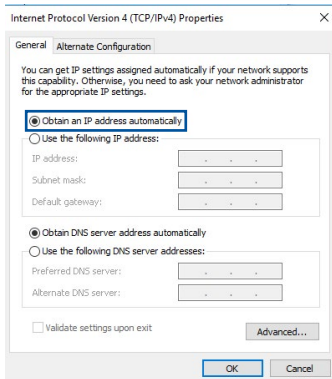 Internet Protocol Version 4 (TCP/IPv4) Properties
General
Alternate Configuration
You can get IP settings assigned automatically if your network supports
this capability. Otherwise, you need to ask your network administrator
for the appropriate IP settings.
Obtain an IP address automatically
Use the following IP address:
IP address:
Subnet mask:
Default gateway:
Obtain DNS server address automatically
Use the following DNS server addresses:
Preferred DNS server:
Alternate DNS server:
Validate settings upon exit
Advanced...
OK
Cancel